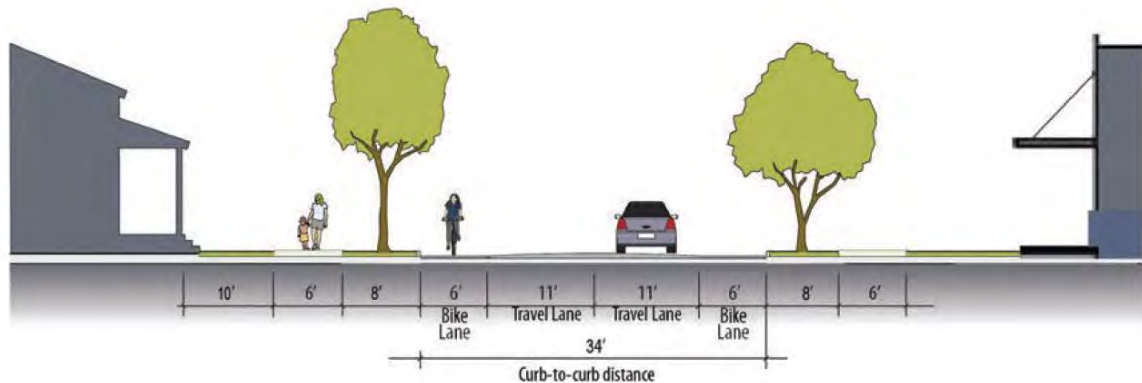 10' 6' 8' 6' 11' 11' 6' 8' 6'
Bike Travel Lane Travel Lane Bike
Lane Lane
34'
Curb-to-curb distance